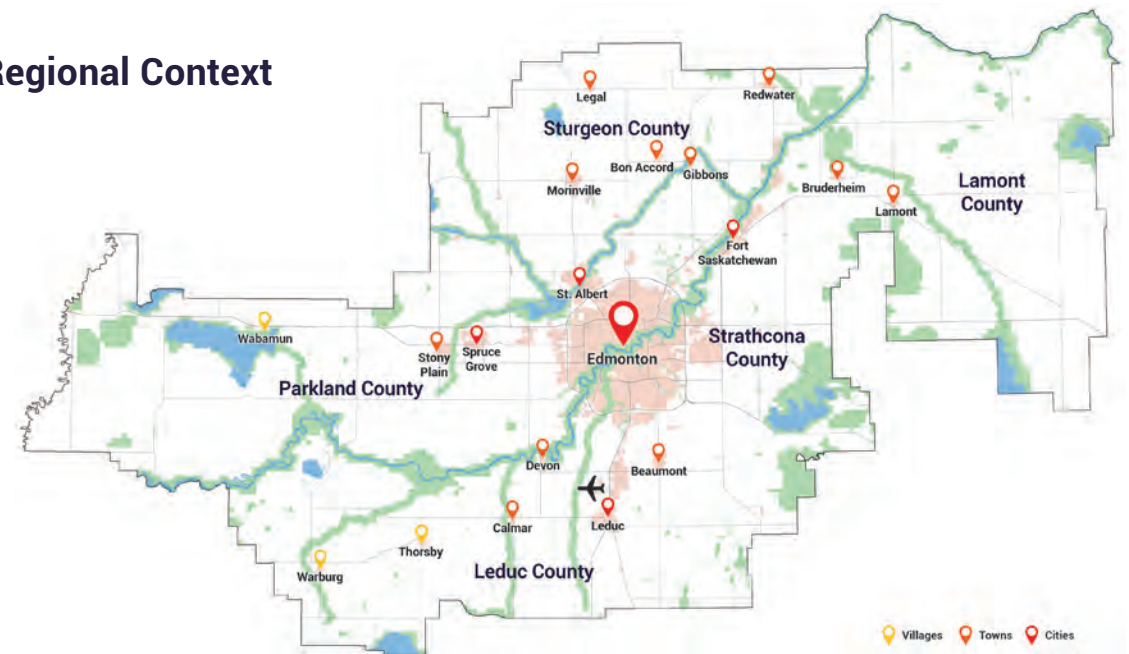 Regional Context
Legal
Redwater
Sturgeon County
Bon Accord
Gibbons
Morinville
Bruderheim
Lamont
Lamont
County
Fort
Saskatchewan
St. Albert
Wabamun
Stony
Plain
Spruce
Grove
Edmonton
Strathcona
County
Parkland County
Devon
Beaumont
Calmar
Leduc
Thorsby
Warburg
Leduc County
Villages
Towns
Cities